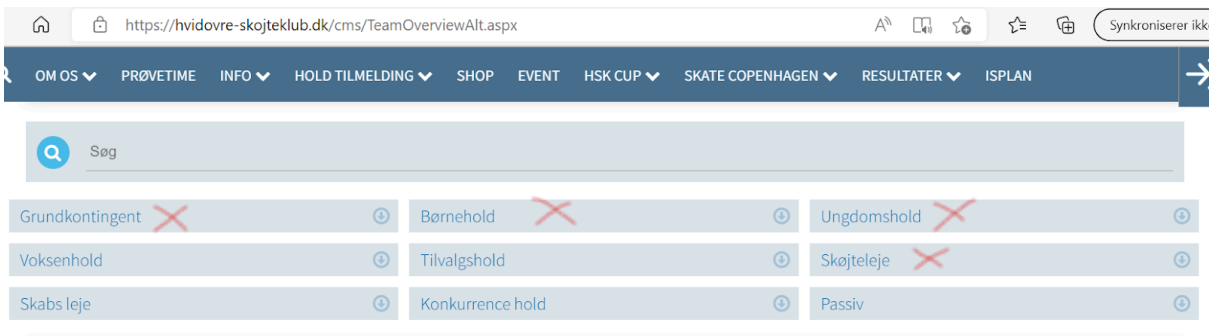 https://hvidovre-skojteklub.dk/cms/TeamOverviewAlt.aspx Synkroniserer ikke
OM OS PRØVETIME INFO HOLD TILMELDING SHOP EVENT HSK CUP SKATE COPENHAGEN RESULTATER ISPLAN
Søg
Grundkontingent Børnehold Ungdomshold
Voksenhold Tilvalgshold Skøjteleje
Skabs leje Konkurrence hold Passiv